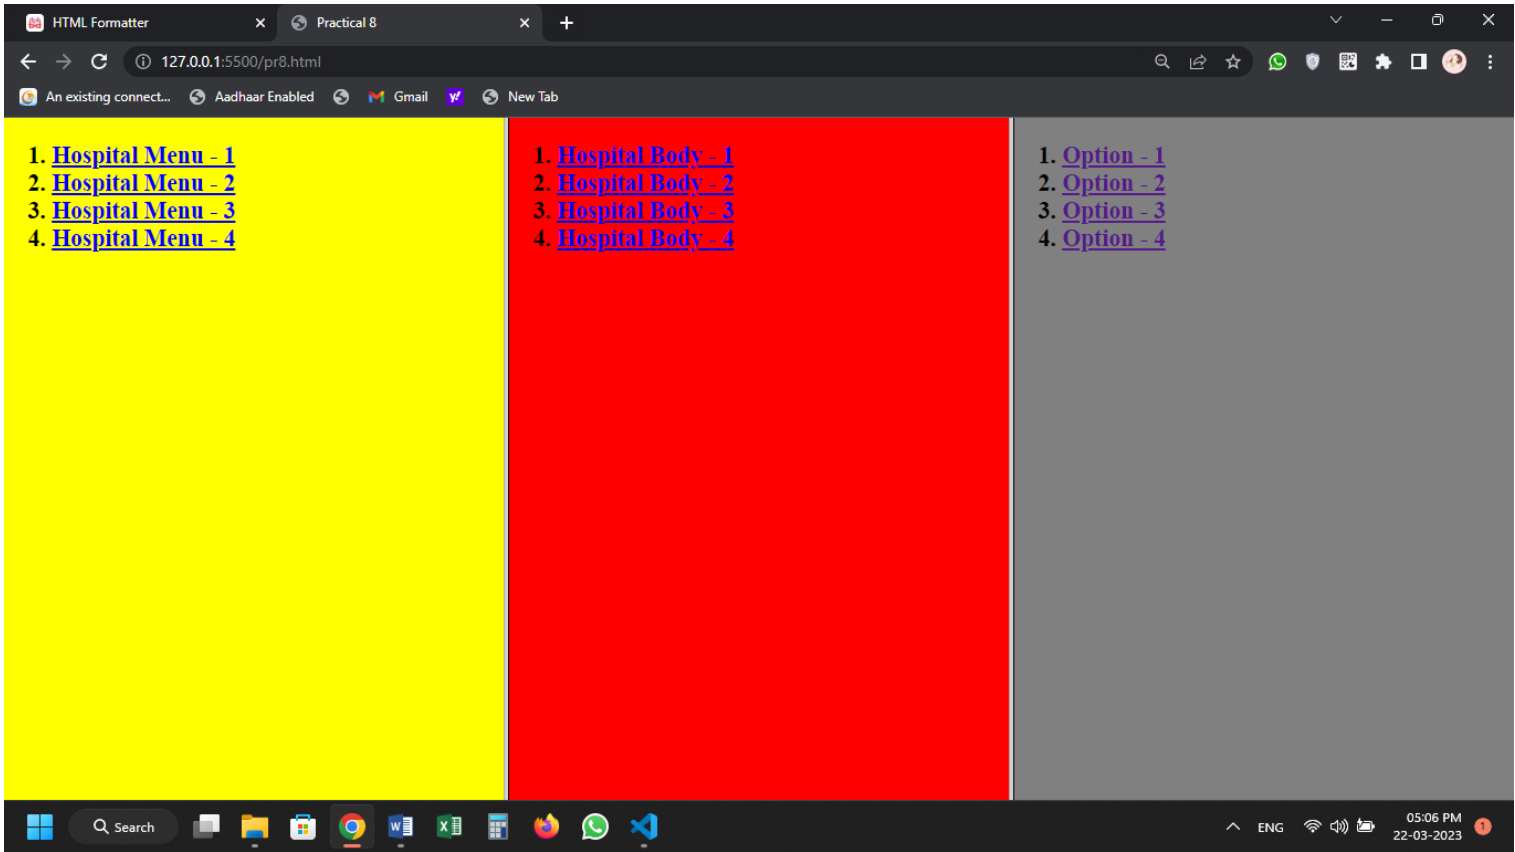 HTML Formatter
Practical 8
127.0.0.1:5500/pr8.html
An existing connect... Aadhaar Enabled Gmail y! New Tab
1. Hospital Menu - 1
2. Hospital Menu - 2
3. Hospital Menu - 3
4. Hospital Menu - 4
1. Hospital Body - 1
2. Hospital Body - 2
3. Hospital Body - 3
4. Hospital Body - 4
1. Option - 1
2. Option - 2
3. Option - 3
4. Option - 4
Search
ENG
05:06 PM
22-03-2023
1